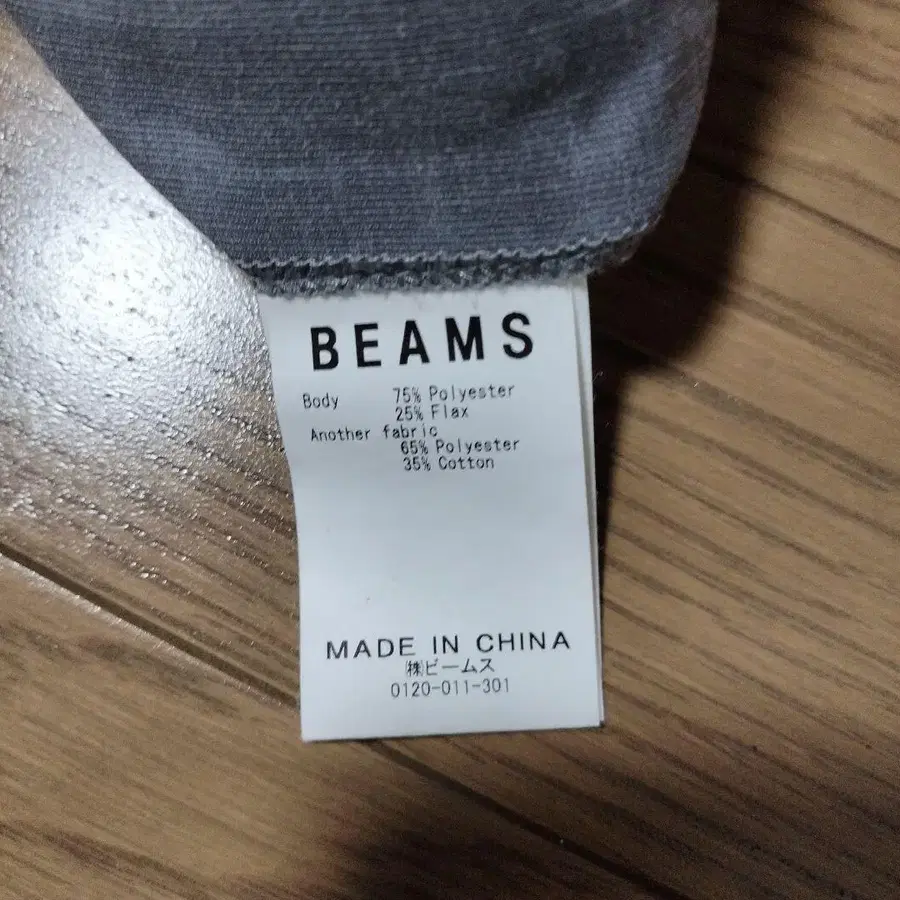 BEAMS
Body 75% Polyester
25% Flax
Another fabric
65% Polyester
35% Cotton
MADE IN CHINA
㈱ビームス
0120-011-301